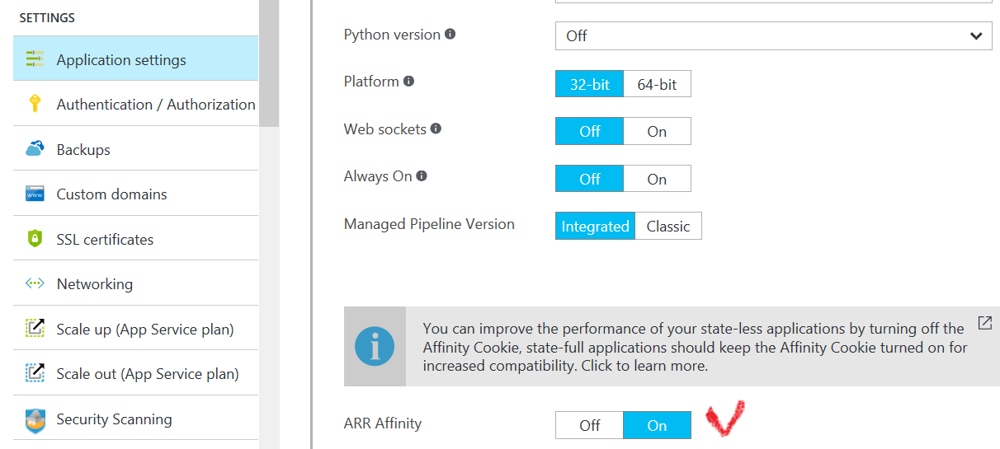 SETTINGS
Application settings
Authentication / Authorization
Backups
www
Custom domains
SSL certificates
Networking
Scale up (App Service plan)
Scale out (App Service plan)
Security Scanning
Python version
Off
Platform
32-bit 64-bit
Web sockets
Off On
Always On
Off On
Managed Pipeline Version
Integrated Classic
You can improve the performance of your state-less applications by turning off the
Affinity Cookie, state-full applications should keep the Affinity Cookie turned on for
increased compatibility. Click to learn more.
ARR Affinity
Off On